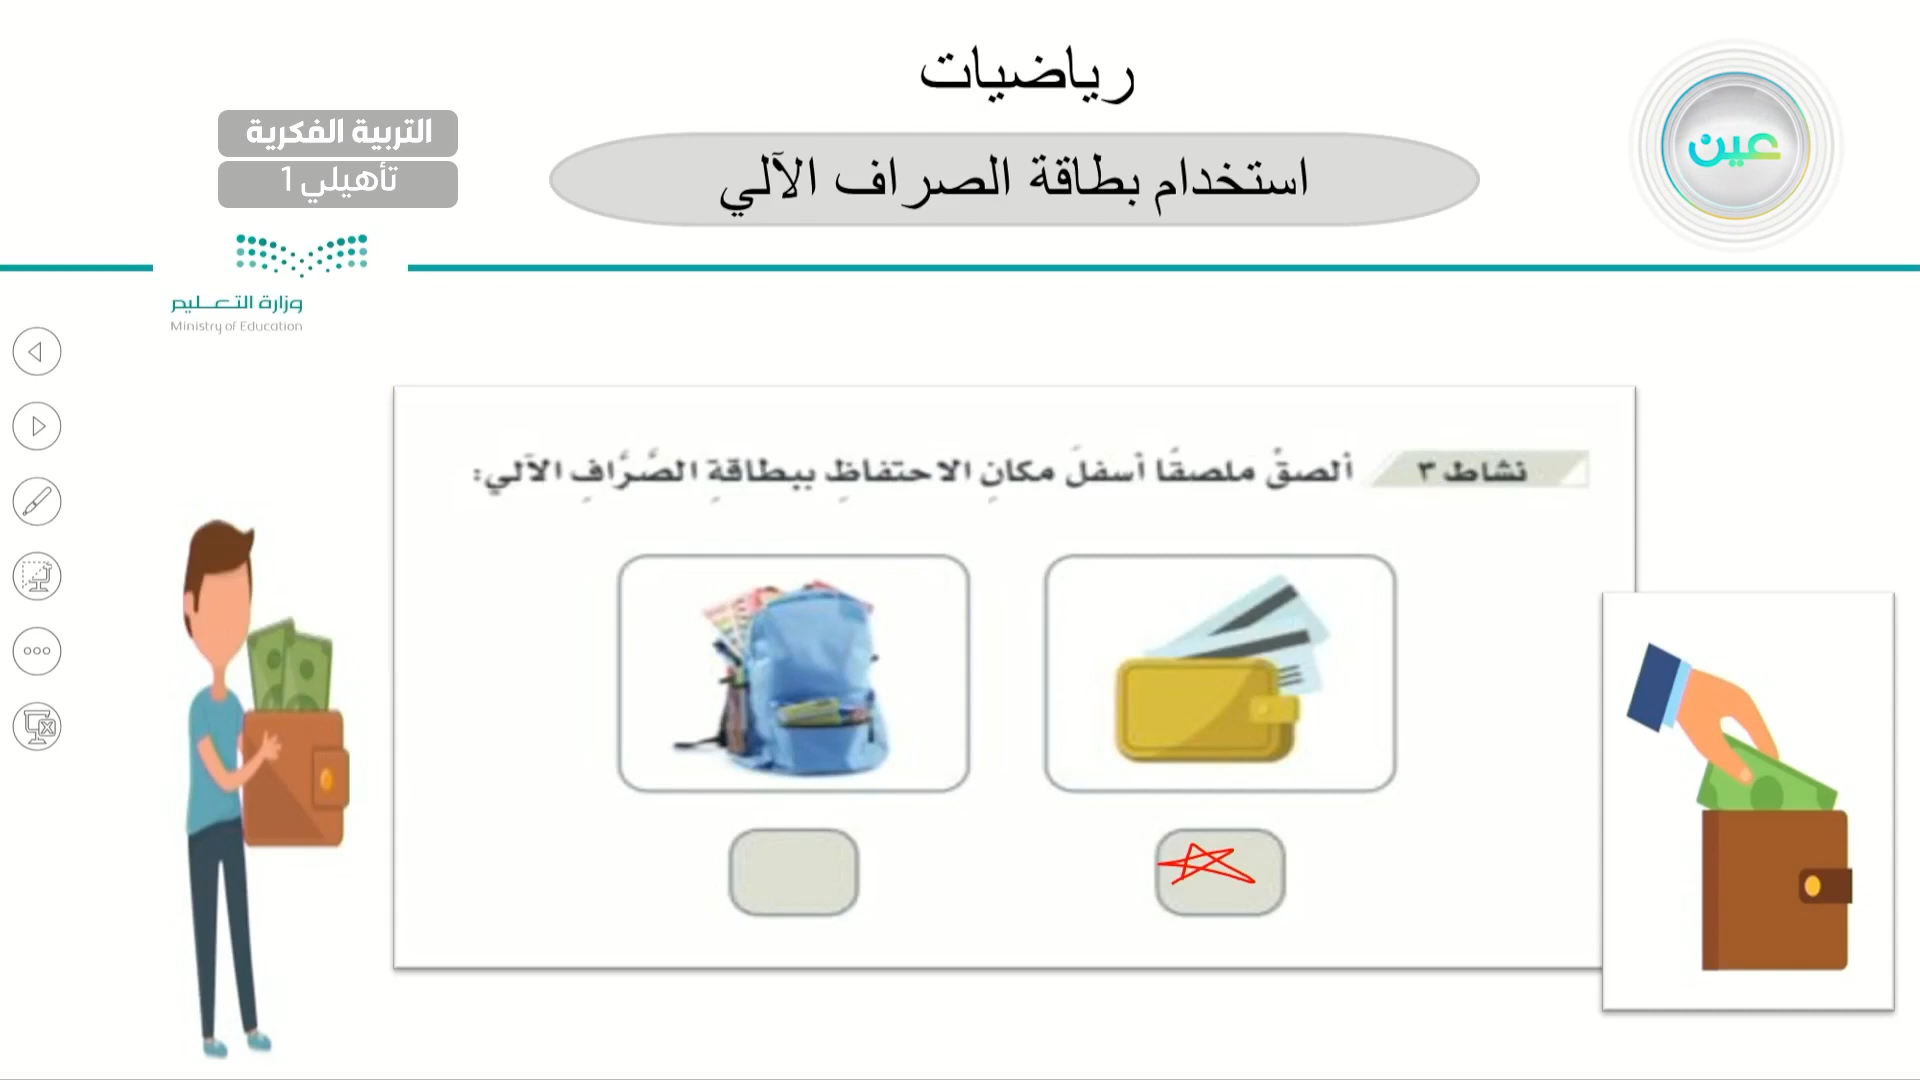 رياضيات
استخدام بطاقة الصراف الآلي
عين
التربية الفكرية
تأهيلي 1
وزارة التعليم
Ministry of Education
نشاط ٣ ألصقُ ملصقًا أسفلَ مكانِ الاحتفاظِ ببطاقةِ الصَّرَّافِ الآلي: